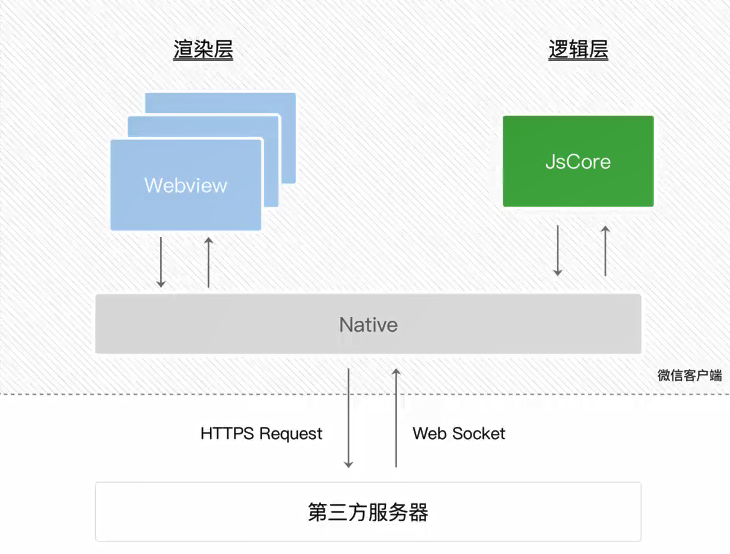 渲染层
逻辑层
Webview
JsCore
Native
微信客户端
HTTPS Request
Web Socket
第三方服务器